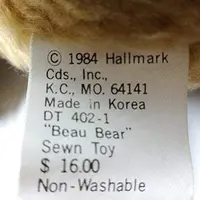 © 1984 Hallmark
Cds., Inc.,
K.C., MO. 64141
Made in Korea
DT 402-1
"Beau Bear"
Sewn Toy
$ 16.00
Non-Washable